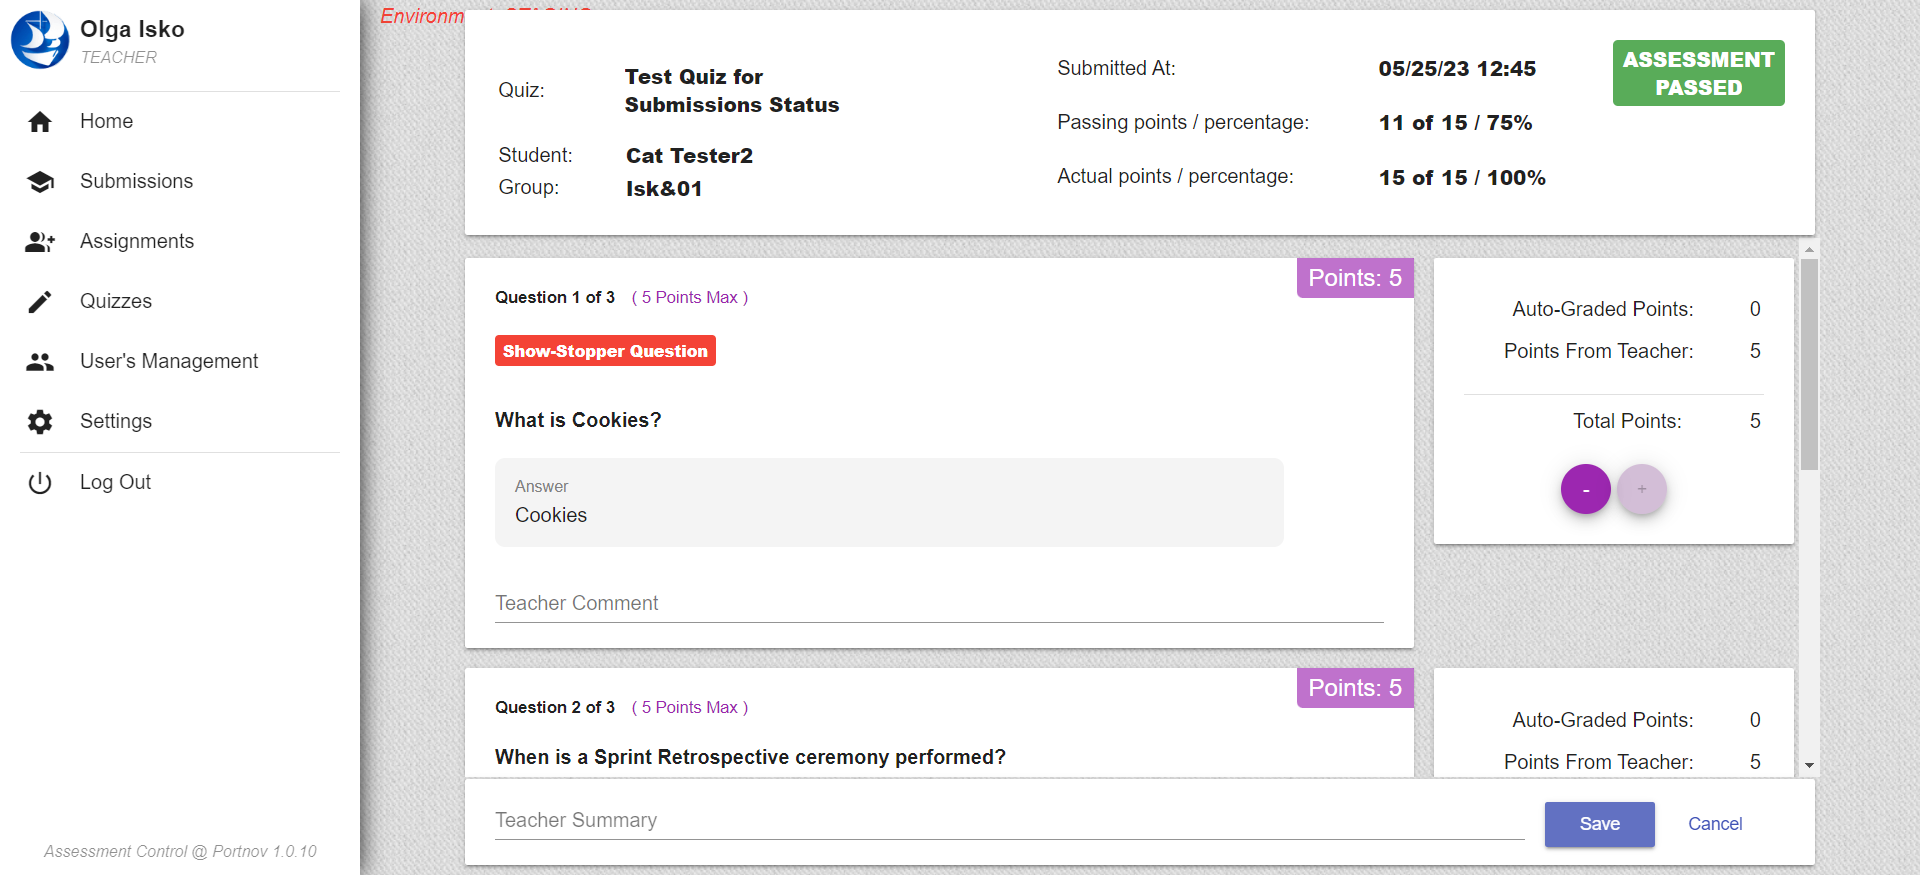 Olga Isko
TEACHER
Home
Submissions
Assignments
Quizzes
User's Management
Settings
Log Out
Assessment Control @ Portnov 1.0.10
Quiz:
Test Quiz for
Submissions Status
Student:
Cat Tester2
Group:
Isk&01
Submitted At:
05/25/23 12:45
Passing points / percentage:
11 of 15 / 75%
Actual points / percentage:
15 of 15 / 100%
ASSESSMENT
PASSED
Points: 5
Question 1 of 3 ( 5 Points Max )
Show-Stopper Question
What is Cookies?
Answer
Cookies
Teacher Comment
Auto-Graded Points: 0
Points From Teacher: 5
Total Points: 5
- +
Points: 5
Question 2 of 3 ( 5 Points Max )
When is a Sprint Retrospective ceremony performed?
Auto-Graded Points: 0
Points From Teacher: 5
Teacher Summary
Save
Cancel